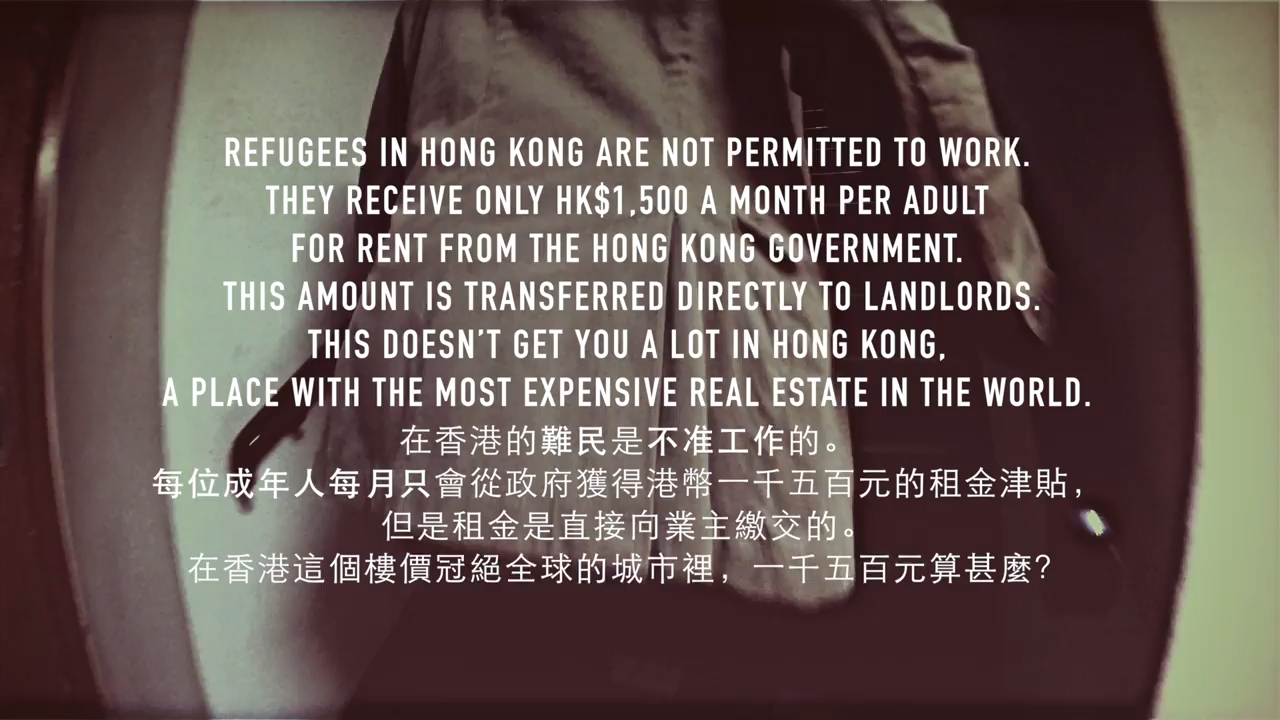 REFUGEES IN HONG KONG ARE NOT PERMITTED TO WORK.
THEY RECEIVE ONLY HK$1,500 A MONTH PER ADULT
FOR RENT FROM THE HONG KONG GOVERNMENT.
THIS AMOUNT IS TRANSFERRED DIRECTLY TO LANDLORDS.
THIS DOESN'T GET YOU A LOT IN HONG KONG,
A PLACE WITH THE MOST EXPENSIVE REAL ESTATE IN THE WORLD.
在香港的難民是不准工作的。
每位成年人每月只會從政府獲得港幣一千五百元的租金津貼，
但是租金是直接向業主繳交的。
在香港這個樓價冠絕全球的城市裡，一千五百元算甚麼？